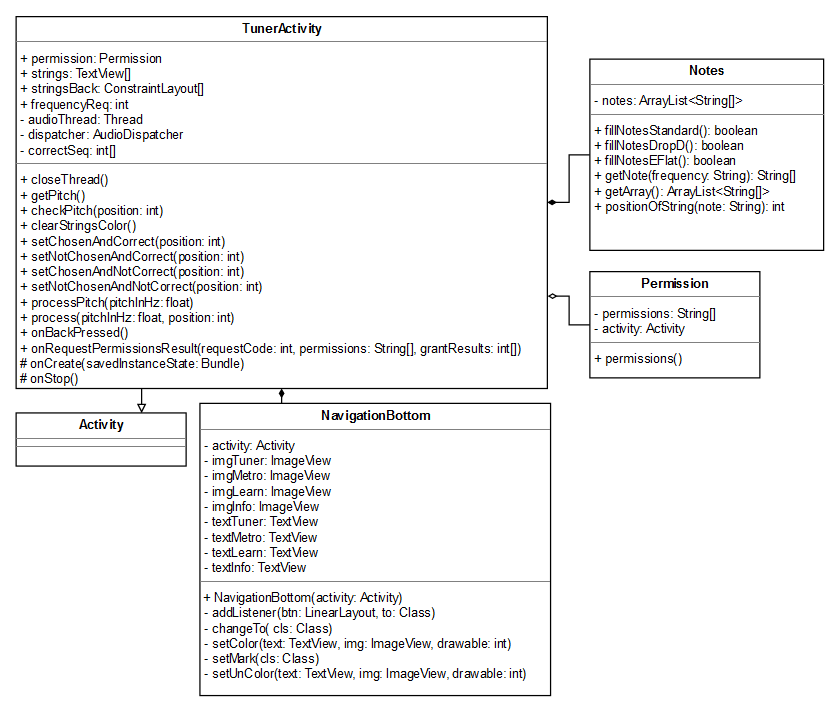 TunerActivity
+ permission: Permission
+ strings: TextView[]
+ stringsBack: ConstraintLayout[]
+ frequencyReq: int
- audioThread: Thread
- dispatcher: AudioDispatcher
- correctSeq: int[]
+ closeThread()
+ getPitch()
+ checkPitch(position: int)
+ clearStringsColor()
+ setChosenAndCorrect(position: int)
+ setNotChosenAndCorrect(position: int)
+ setChosenAndNotCorrect(position: int)
+ setNotChosenAndNotCorrect(position: int)
+ processPitch(pitchInHz: float)
+ process(pitchInHz: float, position: int)
+ onBackPressed()
+ onRequestPermissionsResult(requestCode: int, permissions: String[], grantResults: int[])
# onCreate(savedInstanceState: Bundle)
# onStop()
Notes
- notes: ArrayList<String[]>
+ fillNotesStandard(): boolean
+ fillNotesDropD(): boolean
+ fillNotesEFlat(): boolean
+ getNote(frequency: String): String[]
+ getArray(): ArrayList<String[]>
+ positionOfString(note: String): int
Permission
- permissions: String[]
- activity: Activity
+ permissions()
Activity
NavigationBottom
- activity: Activity
- imgTuner: ImageView
- imgMetro: ImageView
- imgLearn: ImageView
- imgInfo: ImageView
- textTuner: TextView
- textMetro: TextView
- textLearn: TextView
- textInfo: TextView
+ NavigationBottom(activity: Activity)
- addListener(btn: LinearLayout, to: Class)
- changeTo( cls: Class)
- setColor(text: TextView, img: ImageView, drawable: int)
- setMark(cls: Class)
- setUnColor(text: TextView, img: ImageView, drawable: int)